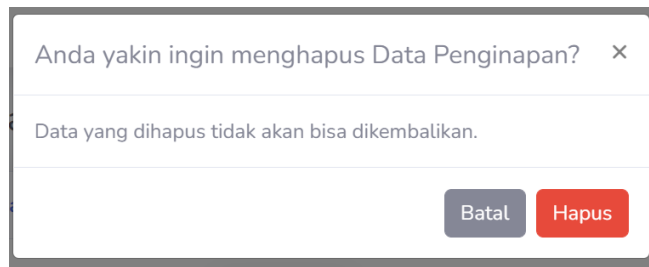 Anda yakin ingin menghapus Data Penginapan? ×
Data yang dihapus tidak akan bisa dikembalikan.
Batal Hapus